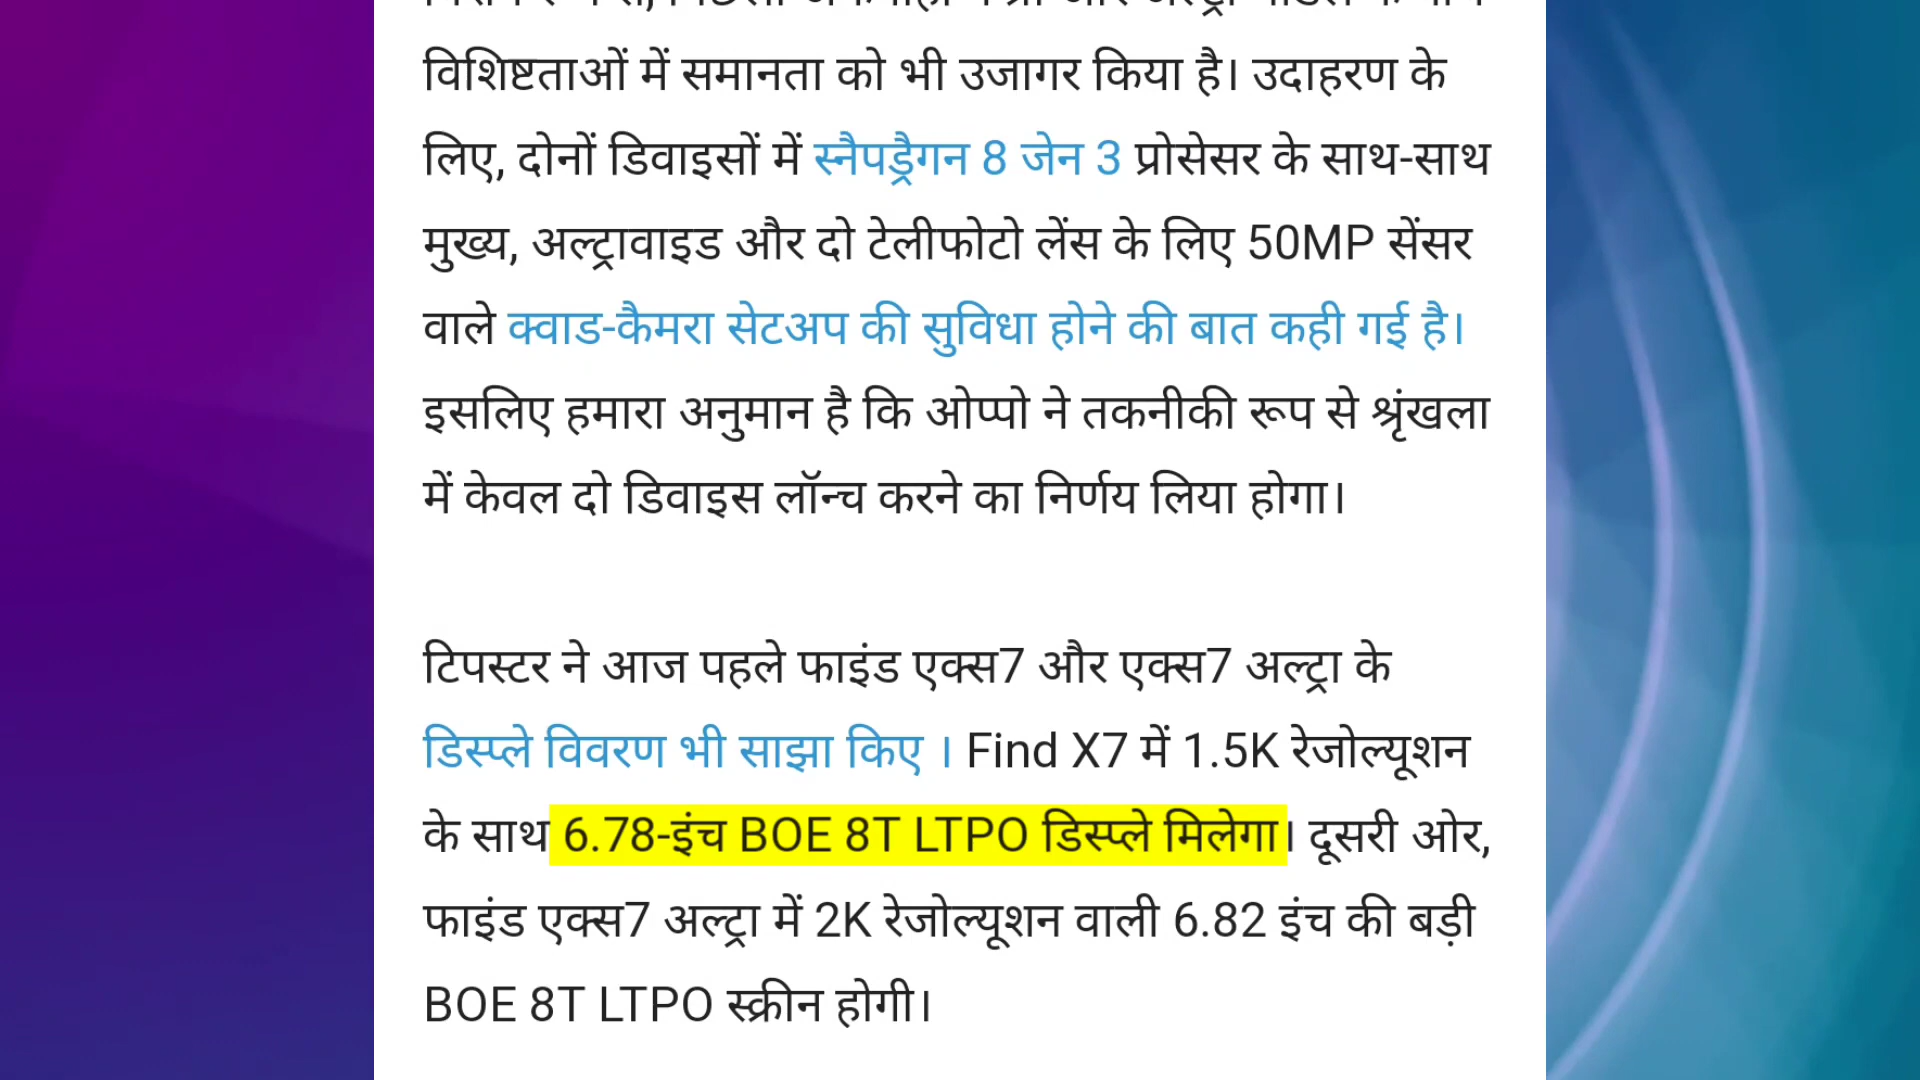 विशिष्टताओं में समानता को भी उजागर किया है। उदाहरण के
लिए, दोनों डिवाइसों में स्नैपड्रैगन 8 जेन 3 प्रोसेसर के साथ-साथ
मुख्य, अल्ट्रावाइड और दो टेलीफोटो लेंस के लिए 50MP सेंसर
वाले क्वाड-कैमरा सेटअप की सुविधा होने की बात कही गई है।
इसलिए हमारा अनुमान है कि ओप्पो ने तकनीकी रूप से श्रृंखला
में केवल दो डिवाइस लॉन्च करने का निर्णय लिया होगा।
टिपस्टर ने आज पहले फाइंड एक्स7 और एक्स7 अल्ट्रा के
डिस्प्ले विवरण भी साझा किए । Find X7 में 1.5K रेजोल्यूशन
के साथ 6.78-इंच BOE 8T LTPO डिस्प्ले मिलेगा। दूसरी ओर,
फाइंड एक्स7 अल्ट्रा में 2K रेजोल्यूशन वाली 6.82 इंच की बड़ी
BOE 8T LTPO स्क्रीन होगी।